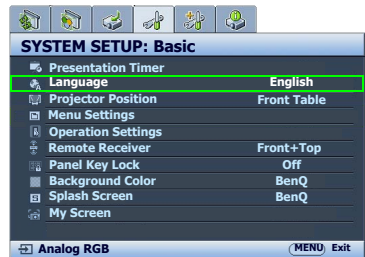 SYSTEM SETUP: Basic
Presentation Timer
Language English
Projector Position Front Table
Menu Settings
Operation Settings
Remote Receiver Front+Top
Panel Key Lock Off
Background Color BenQ
Splash Screen BenQ
My Screen
Analog RGB MENU Exit